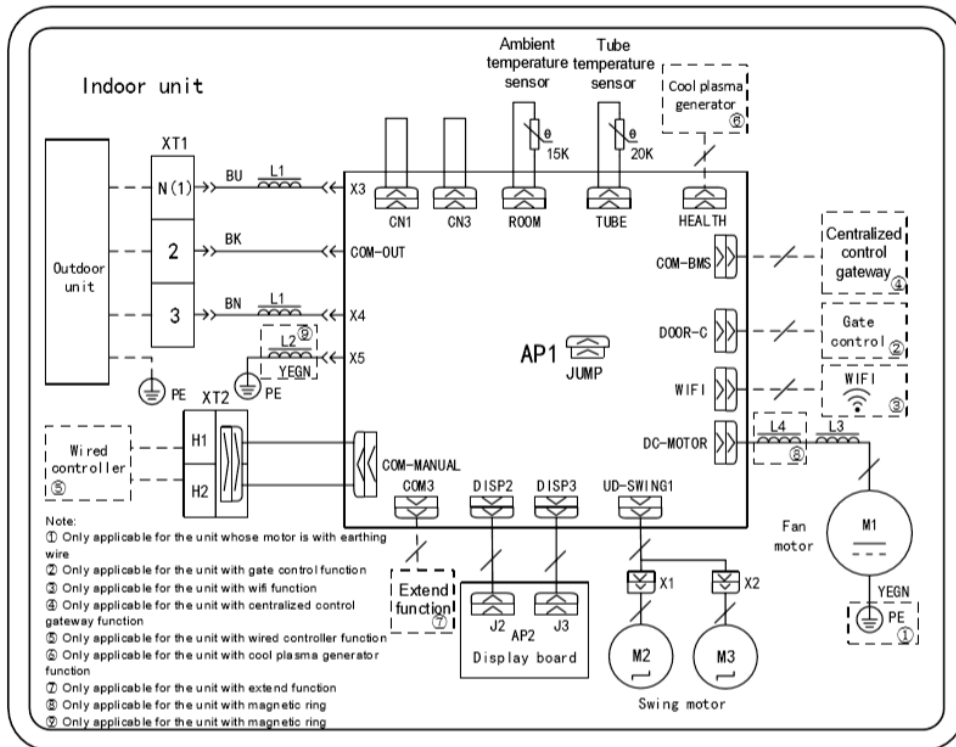 Indoor unit
Ambient
temperature
sensor
Tube
temperature
sensor
Cool plasma
generator
⑥
θ
15K
θ
20K
XT1
N(1)
BU
L1
X3
CN1
CN3
ROOM
TUBE
HEALTH
2
BK
COM-OUT
COM-BMS
Centralized
control
gateway
④
Outdoor
unit
3
BN
L1
X4
DOOR-C
Gate
control
②
L2
⑨
YEGN
X5
AP1
JUMP
WIFI
WIFI
③
PE
PE
XT2
DC-MOTOR
L4
⑧
L3
Wired
controller
⑤
H1
H2
COM-MANUAL
COM3
DISP2
DISP3
UD-SWING1
Fan
motor
M1
Extend
function
⑦
J2
J3
AP2
Display board
X1
X2
M2
M3
Swing motor
YEGN
PE
①
Note:
① Only applicable for the unit whose motor is with earthing
wire
② Only applicable for the unit with gate control function
③ Only applicable for the unit with wifi function
④ Only applicable for the unit with centralized control
gateway function
⑤ Only applicable for the unit with wired controller function
⑥ Only applicable for the unit with cool plasma generator
function
⑦ Only applicable for the unit with extend function
⑧ Only applicable for the unit with magnetic ring
⑨ Only applicable for the unit with magnetic ring